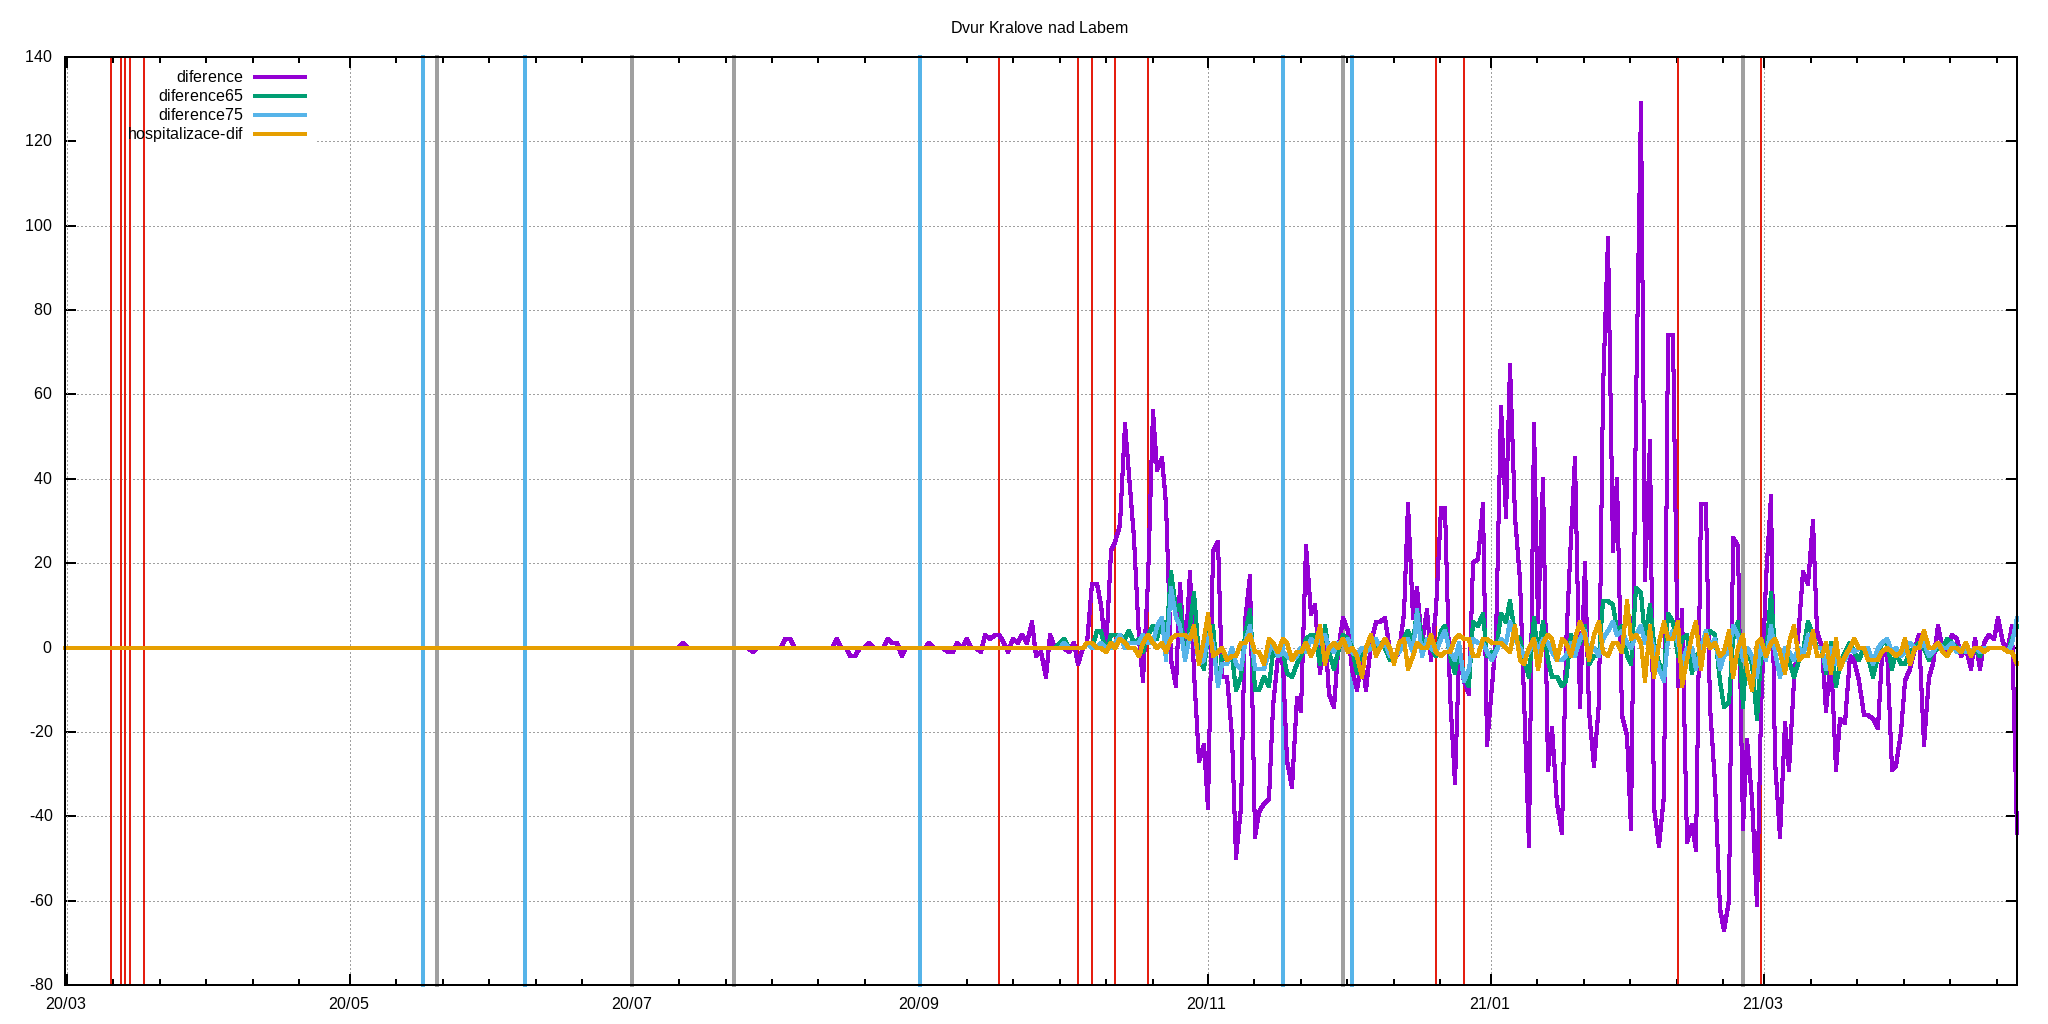 Dvur Kralove nad Labem
140
diference
diference65
diference75
hospitalizace-dif
120
100
80
60
40
20
0
-20
-40
-60
-80
20/03 20/05 20/07 20/09 20/11 21/01 21/03